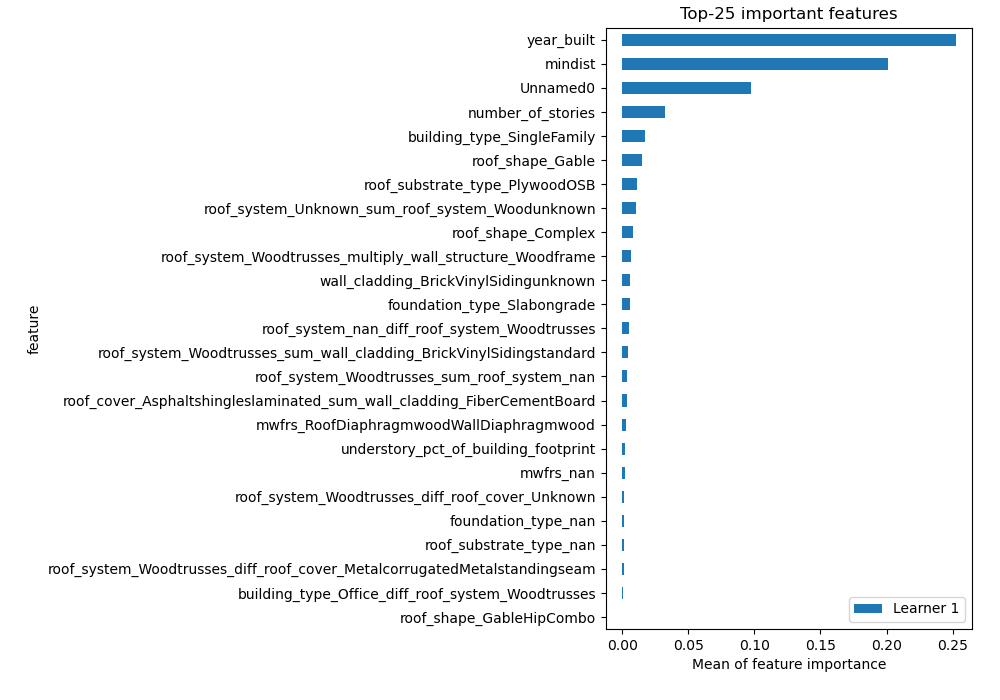 Top-25 important features
year_built
mindist
Unnamed0
number_of_stories
building_type_SingleFamily
roof_shape_Gable
roof_substrate_type_PlywoodOSB
roof_system_Unknown_sum_roof_system_Woodunknown
roof_shape_Complex
roof_system_Woodtrusses_multiply_wall_structure_Woodframe
wall_cladding_BrickVinylSidingunknown
foundation_type_Slabongrade
roof_system_nan_diff_roof_system_Woodtrusses
roof_system_Woodtrusses_sum_wall_cladding_BrickVinylSidingstandard
roof_system_Woodtrusses_sum_roof_system_nan
roof_cover_Asphaltshingleslaminated_sum_wall_cladding_FiberCementBoard
mwfrs_RoofDiaphragmwoodWallDiaphragmwood
understory_pct_of_building_footprint
mwfrs_nan
roof_system_Woodtrusses_diff_roof_cover_Unknown
foundation_type_nan
roof_substrate_type_nan
roof_system_Woodtrusses_diff_roof_cover_MetalcorrugatedMetalstandingseam
building_type_Office_diff_roof_system_Woodtrusses
roof_shape_GableHipCombo
feature
Learner 1
0.00 0.05 0.10 0.15 0.20 0.25
Mean of feature importance